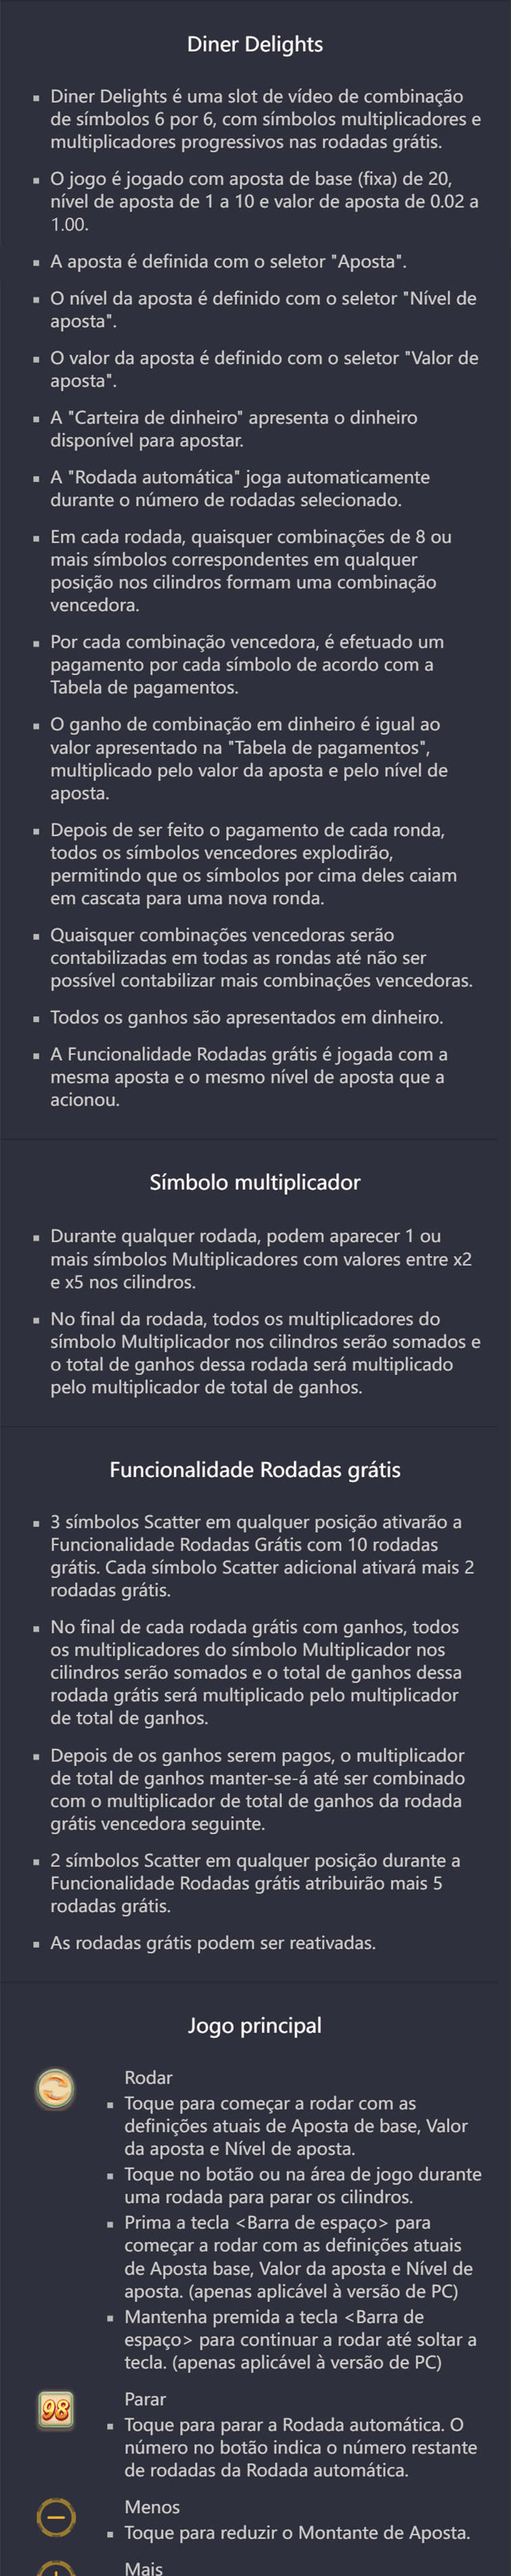 Diner Delights
Diner Delights é uma slot de vídeo de combinação
de símbolos 6 por 6, com símbolos multiplicadores e
multiplicadores progressivos nas rodadas grátis.
O jogo é jogado com aposta de base (fixa) de 20,
nível de aposta de 1 a 10 e valor de aposta de 0.02 a
1.00.
A aposta é definida com o seletor "Aposta".
O nível da aposta é definido com o seletor "Nível de
aposta".
O valor da aposta é definido com o seletor "Valor de
aposta".
A "Carteira de dinheiro" apresenta o dinheiro
disponível para apostar.
A "Rodada automática" joga automaticamente
durante o número de rodadas selecionado.
Em cada rodada, quaisquer combinações de 8 ou
mais símbolos correspondentes em qualquer
posição nos cilindros formam uma combinação
vencedora.
Por cada combinação vencedora, é efetuado um
pagamento por cada símbolo de acordo com a
Tabela de pagamentos.
O ganho de combinação em dinheiro é igual ao
valor apresentado na "Tabela de pagamentos",
multiplicado pelo valor da aposta e pelo nível de
aposta.
Depois de ser feito o pagamento de cada ronda,
todos os símbolos vencedores explodirão,
permitindo que os símbolos por cima deles caiam
em cascata para uma nova ronda.
Quaisquer combinações vencedoras serão
contabilizadas em todas as rondas até não ser
possível contabilizar mais combinações vencedoras.
Todos os ganhos são apresentados em dinheiro.
A Funcionalidade Rodadas grátis é jogada com a
mesma aposta e o mesmo nível de aposta que a
acionou.
Símbolo multiplicador
Durante qualquer rodada, podem aparecer 1 ou
mais símbolos Multiplicadores com valores entre x2
e x5 nos cilindros.
No final da rodada, todos os multiplicadores do
símbolo Multiplicador nos cilindros serão somados e
o total de ganhos dessa rodada será multiplicado
pelo multiplicador de total de ganhos.
Funcionalidade Rodadas grátis
3 símbolos Scatter em qualquer posição ativarão a
Funcionalidade Rodadas Grátis com 10 rodadas
grátis. Cada símbolo Scatter adicional ativará mais 2
rodadas grátis.
No final de cada rodada grátis com ganhos, todos
os multiplicadores do símbolo Multiplicador nos
cilindros serão somados e o total de ganhos dessa
rodada grátis será multiplicado pelo multiplicador
de total de ganhos.
Depois de os ganhos serem pagos, o multiplicador
de total de ganhos manter-se-á até ser combinado
com o multiplicador de total de ganhos da rodada
grátis vencedora seguinte.
2 símbolos Scatter em qualquer posição durante a
Funcionalidade Rodadas grátis atribuirão mais 5
rodadas grátis.
As rodadas grátis podem ser reativadas.
Jogo principal
Rodar
Toque para começar a rodar com as
definições atuais de Aposta de base, Valor
da aposta e Nível de aposta.
Toque no botão ou na área de jogo durante
uma rodada para parar os cilindros.
Prima a tecla <Barra de espaço> para
começar a rodar com as definições atuais
de Aposta base, Valor da aposta e Nível de
aposta. (apenas aplicável à versão de PC)
Mantenha premida a tecla <Barra de
espaço> para continuar a rodar até soltar a
tecla. (apenas aplicável à versão de PC)
98
Parar
Toque para parar a Rodada automática. O
número no botão indica o número restante
de rodadas da Rodada automática.
Menos
Toque para reduzir o Montante de Aposta.
Mais